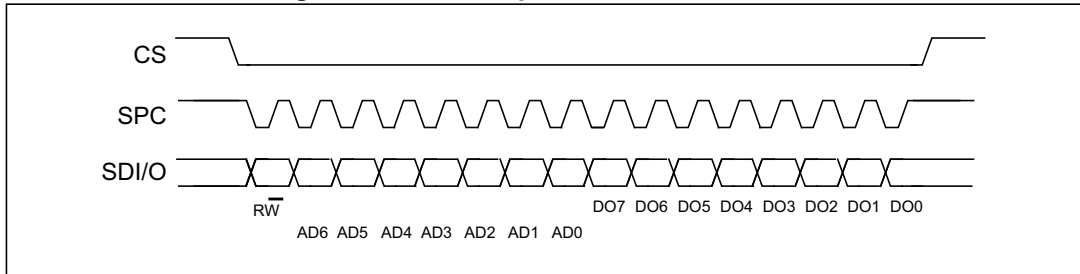 CS
SPC
SDI/O
RW DO7 DO6 DO5 DO4 DO3 DO2 DO1 DO0
AD6 AD5 AD4 AD3 AD2 AD1 AD0